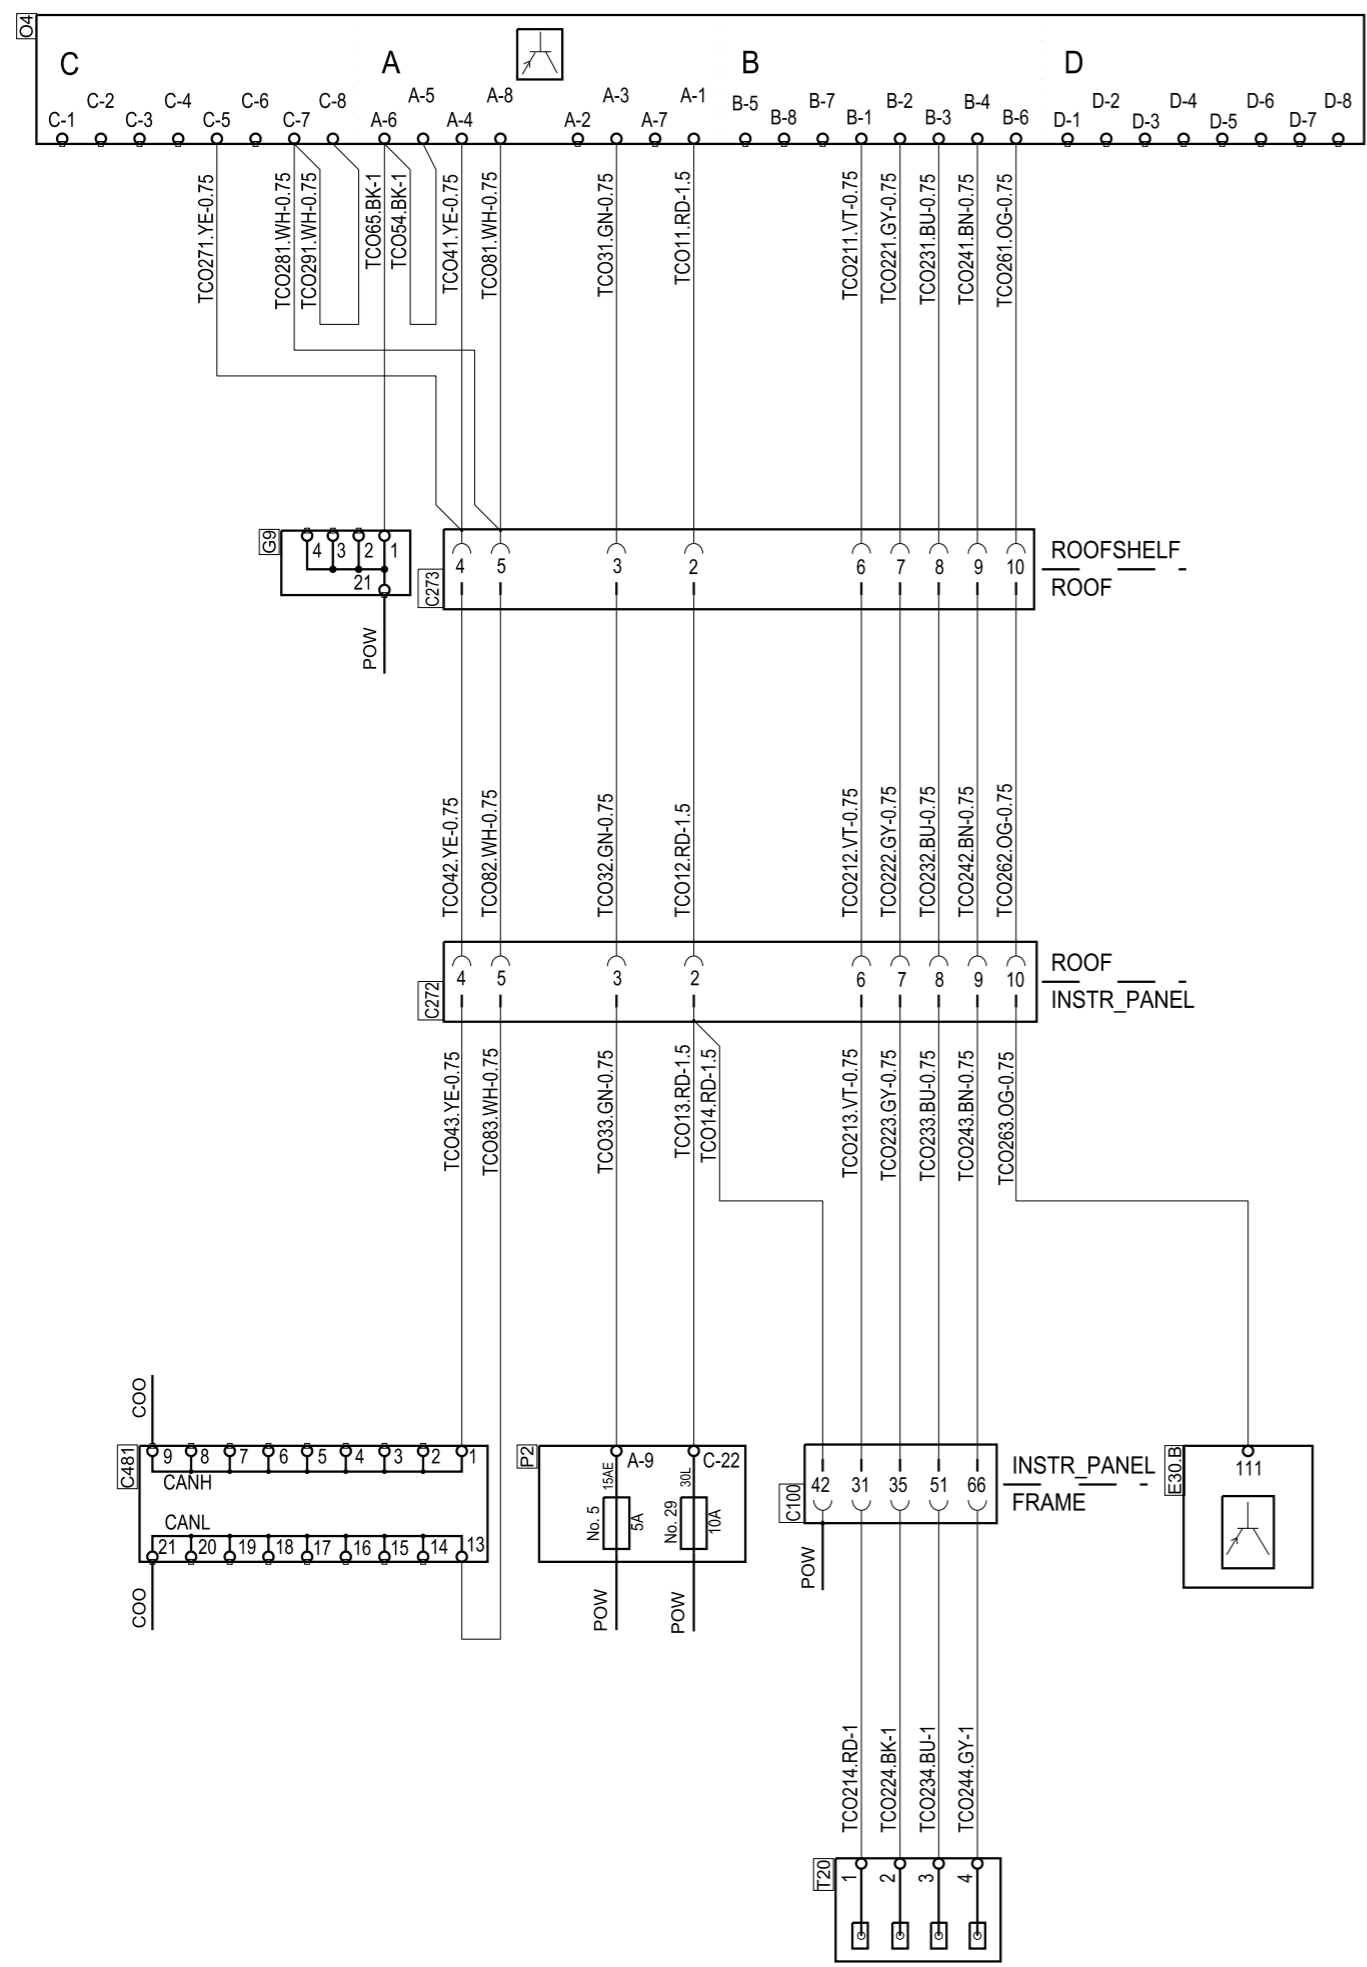 O4
C A B D
C-1 C-2 C-3 C-4 C-5 C-6 C-7 C-8 A-6 A-5 A-4 A-8 A-2 A-3 A-7 A-1 B-5 B-8 B-7 B-1 B-2 B-3 B-4 B-6 D-1 D-2 D-3 D-4 D-5 D-6 D-7 D-8
TCO271.YE-0.75
TCO281.WH-0.75
TCO291.WH-0.75
TCO65.BK-1
TCO54.BK-1
TCO41.YE-0.75
TCO81.WH-0.75
TCO31.GN-0.75
TCO11.RD-1.5
TCO211.VT-0.75
TCO221.GY-0.75
TCO231.BU-0.75
TCO241.BN-0.75
TCO261.OG-0.75
G9
4 3 2 1
21
POW
C273
4 5 3 2 6 7 8 9 10
ROOFSHELF
ROOF
TCO42.YE-0.75
TCO82.WH-0.75
TCO32.GN-0.75
TCO12.RD-1.5
TCO212.VT-0.75
TCO222.GY-0.75
TCO232.BU-0.75
TCO242.BN-0.75
TCO262.OG-0.75
C272
4 5 3 2 6 7 8 9 10
ROOF
INSTR_PANEL
TCO43.YE-0.75
TCO83.WH-0.75
TCO33.GN-0.75
TCO13.RD-1.5
TCO14.RD-1.5
TCO213.VT-0.75
TCO223.GY-0.75
TCO233.BU-0.75
TCO243.BN-0.75
TCO263.OG-0.75
COO
C481
9 8 7 6 5 4 3 2 1
CANH
CANL
21 20 19 18 17 16 15 14 13
COO
P2
A-9 C-22
15AE
30L
No. 5
5A
No. 29
10A
POW
POW
C100
42 31 35 51 66
INSTR_PANEL
FRAME
POW
E30.B
111
TCO214.RD-1
TCO224.BK-1
TCO234.BU-1
TCO244.GY-1
T20
1 2 3 4